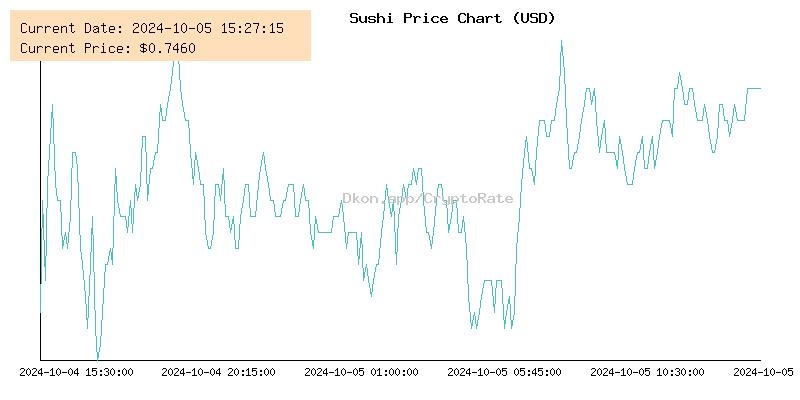 Sushi Price Chart (USD)
Current Date: 2024-10-05 15:27:15
Current Price: $0.7460
Dkon.app/CryptoRate
2024-10-04 15:30:00 2024-10-04 20:15:00 2024-10-05 01:00:00 2024-10-05 05:45:00 2024-10-05 10:30:00 2024-10-05